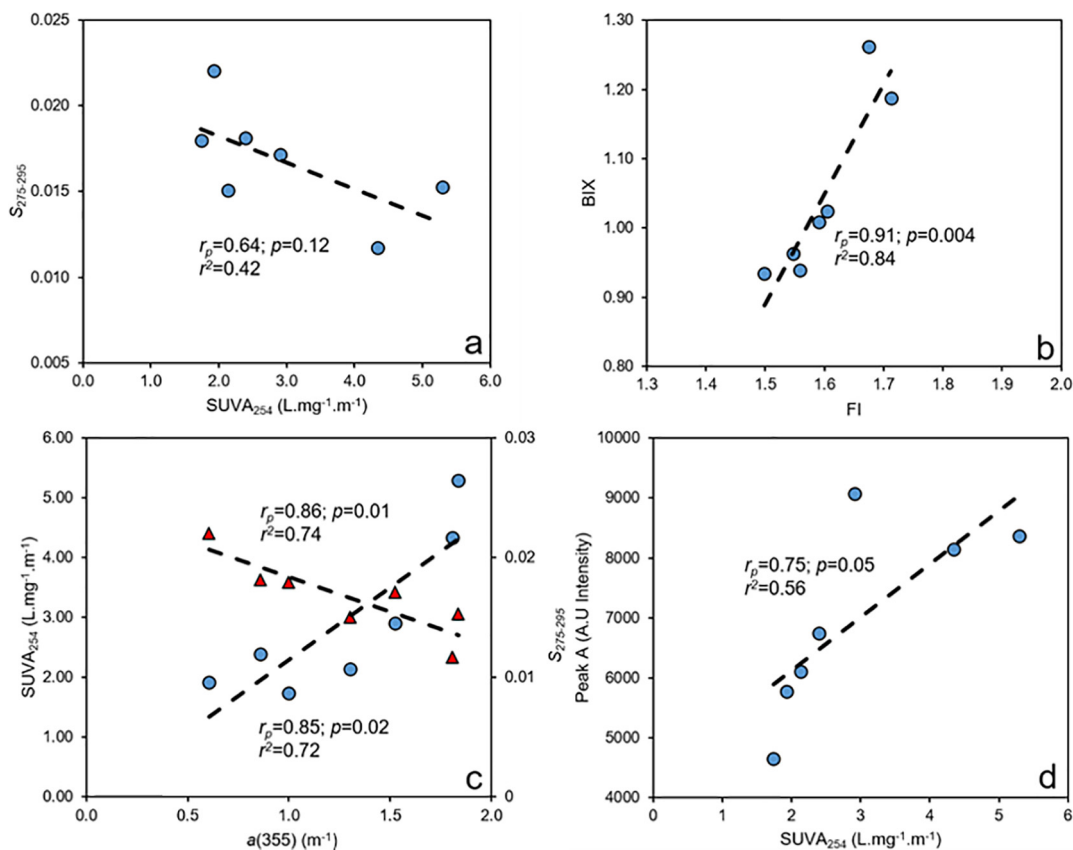 0.025
0.020
0.015
0.010
0.005
S275-295
rp=0.64; p=0.12
r²=0.42
a
0.0 1.0 2.0 3.0 4.0 5.0 6.0
SUVA254 (L.mg-1.m-1)
1.30
1.20
1.10
1.00
0.90
0.80
BIX
rp=0.91; p=0.004
r²=0.84
b
1.3 1.4 1.5 1.6 1.7 1.8 1.9 2.0
FI
6.00
5.00
4.00
3.00
2.00
1.00
0.00
SUVA254 (L.mg-1.m-1)
rp=0.86; p=0.01
r²=0.74
rp=0.85; p=0.02
r²=0.72
c
0.03
0.02
0.01
0
S275-295
0.0 0.5 1.0 1.5 2.0
a(355) (m-1)
10000
9000
8000
7000
6000
5000
4000
Peak A (A.U Intensity)
rp=0.75; p=0.05
r²=0.56
d
0 1 2 3 4 5 6
SUVA254 (L.mg-1.m-1)